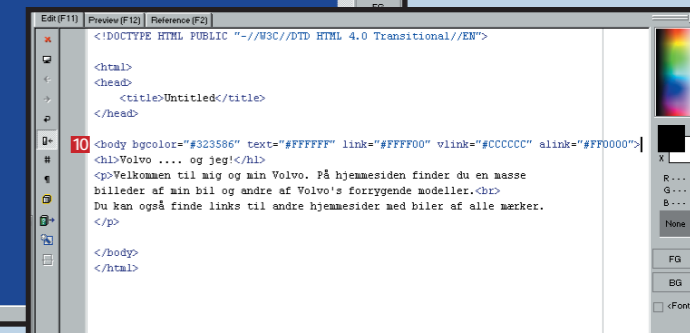 Edit (F11) Preview (F12) Reference (F2)
<!DOCTYPE HTML PUBLIC "-//W3C//DTD HTML 4.0 Transitional//EN">
<html>
<head>
<title>Untitled</title>
</head>
10 <body bgcolor="#323586" text="#FFFFFF" link="#FFFF00" vlink="#CCCCCC" alink="#FF0000">
<h1>Volvo .... og jeg!</h1>
<p>Velkommen til mig og min Volvo. På hjemmesiden finder du en masse
billeder af min bil og andre af Volvo's forrygende modeller.<br>
Du kan også finde links til andre hjemmesider med biler af alle mærker.
</p>
</body>
</html>
X
R . . .
G . . .
B . . .
None
FG
BG
<Font